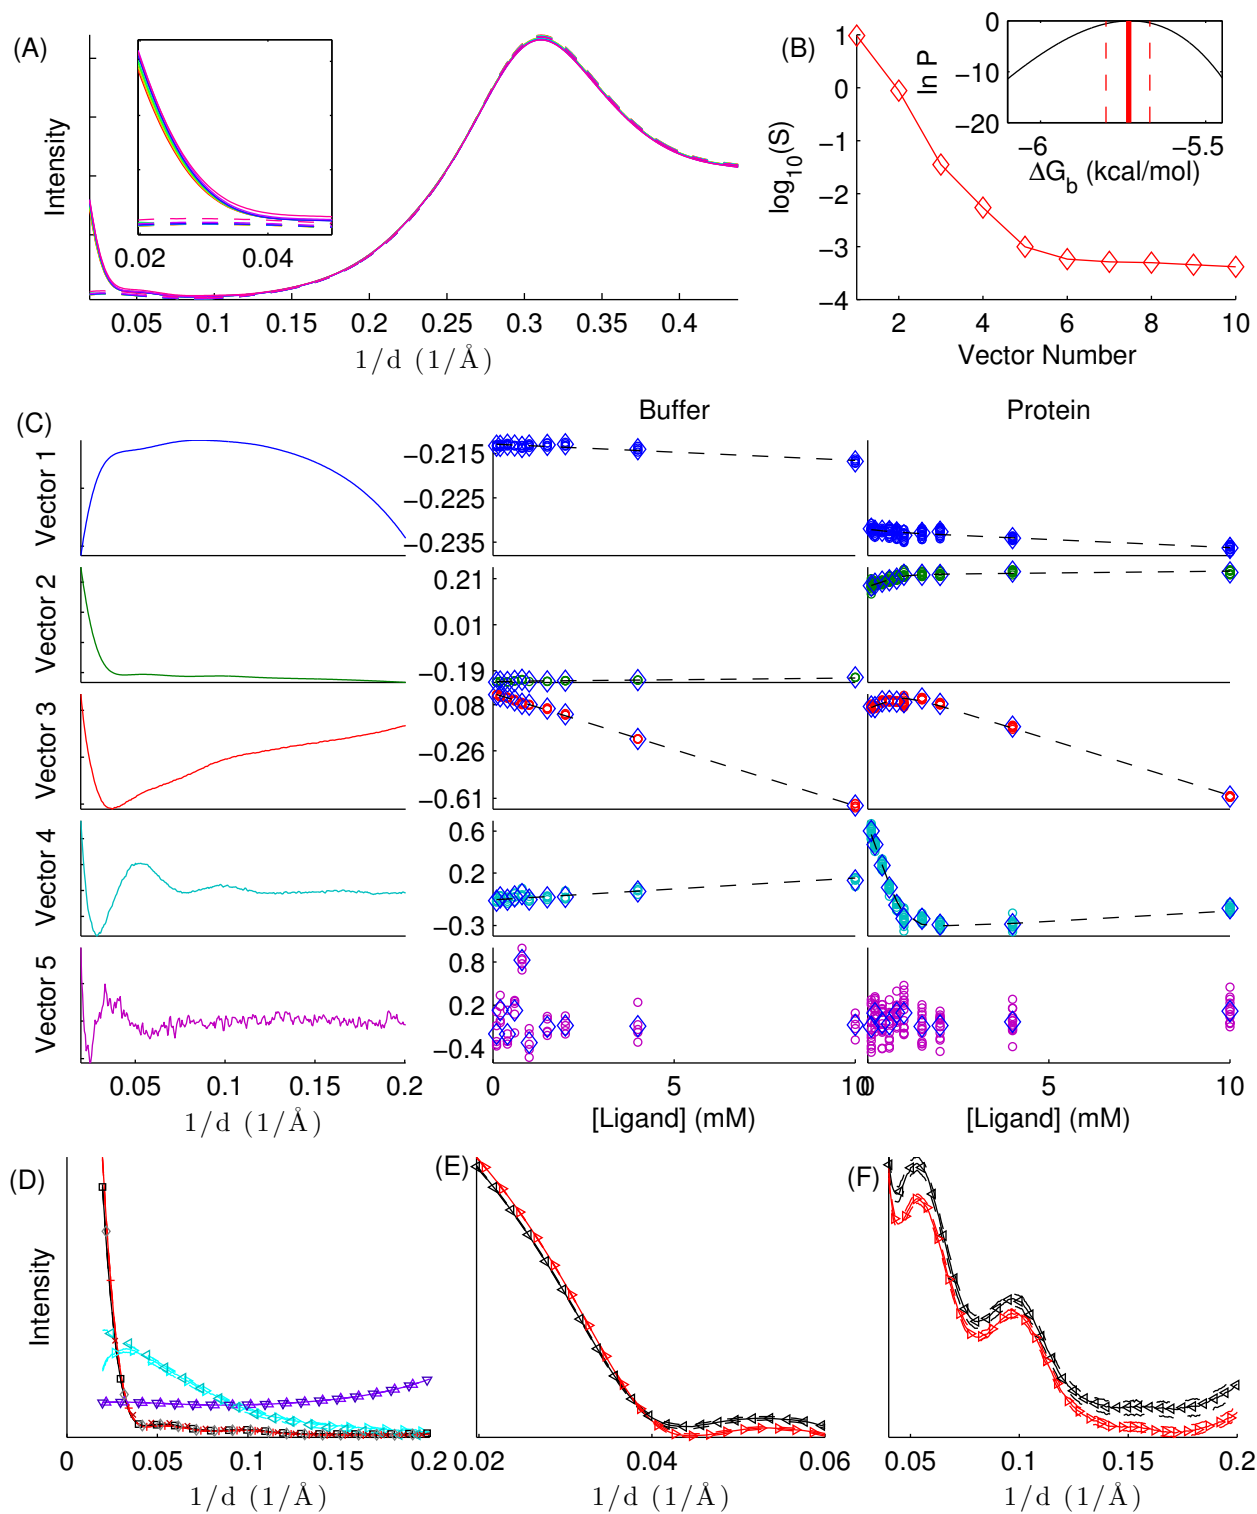 (A)
Intensity
0.02 0.04
0.05 0.1 0.15 0.2 0.25 0.3 0.35 0.4
1/d (1/Å)
(B)
log10(S)
1
0
−1
−2
−3
−4
2 4 6 8 10
Vector Number
ln P
0
−10
−20
−6 −5.5
ΔGb (kcal/mol)
(C)
Buffer Protein
Vector 1
−0.215
−0.225
−0.235
Vector 2
0.21
0.01
−0.19
Vector 3
0.08
−0.26
−0.61
Vector 4
0.6
0.2
−0.3
Vector 5
0.8
0.2
−0.4
0.05 0.1 0.15 0.2 0 5 10 0 5 10
1/d (1/Å) [Ligand] (mM) [Ligand] (mM)
(D) (E) (F)
Intensity
0 0.05 0.1 0.15 0.2 0.02 0.04 0.06 0.05 0.1 0.15 0.2
1/d (1/Å) 1/d (1/Å) 1/d (1/Å)